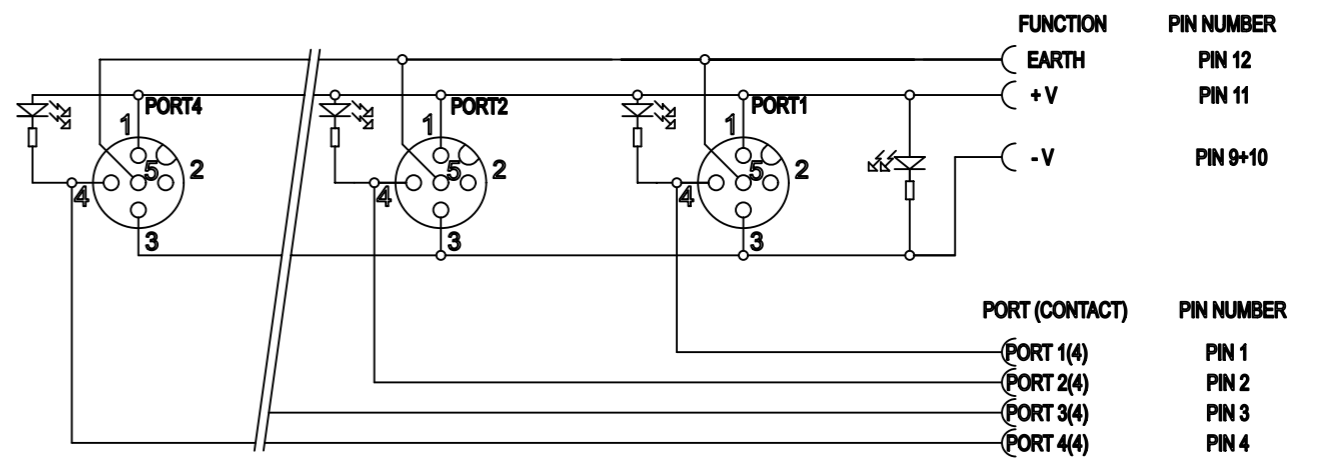 FUNCTION PIN NUMBER
EARTH PIN 12
+ V PIN 11
- V PIN 9+10
PORT4 PORT2 PORT1
1 1 1
5 2 5 2 5 2
4 4 4
3 3 3
PORT (CONTACT) PIN NUMBER
PORT 1(4) PIN 1
PORT 2(4) PIN 2
PORT 3(4) PIN 3
PORT 4(4) PIN 4